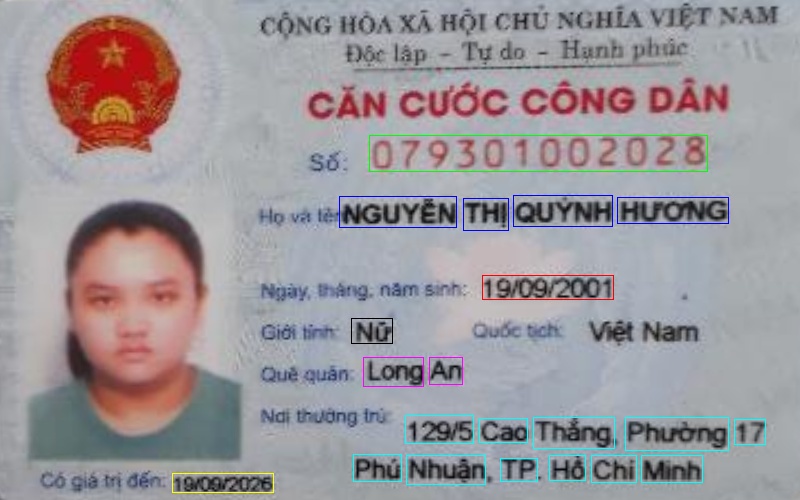 CỘNG HÒA XÃ HỘI CHỦ NGHĨA VIỆT NAM
Độc lập - Tự do - Hạnh phúc
CĂN CƯỚC CÔNG DÂN
Số: 079301002028
Họ và tên NGUYỄN THỊ QUỲNH HƯƠNG
Ngày, tháng, năm sinh: 19/09/2001
Giới tính: Nữ Quốc tịch: Việt Nam
Quê quán: Long An
Nơi thường trú:
129/5 Cao Thắng, Phường 17
Phú Nhuận, TP. Hồ Chí Minh
Có giá trị đến: 19/09/2026